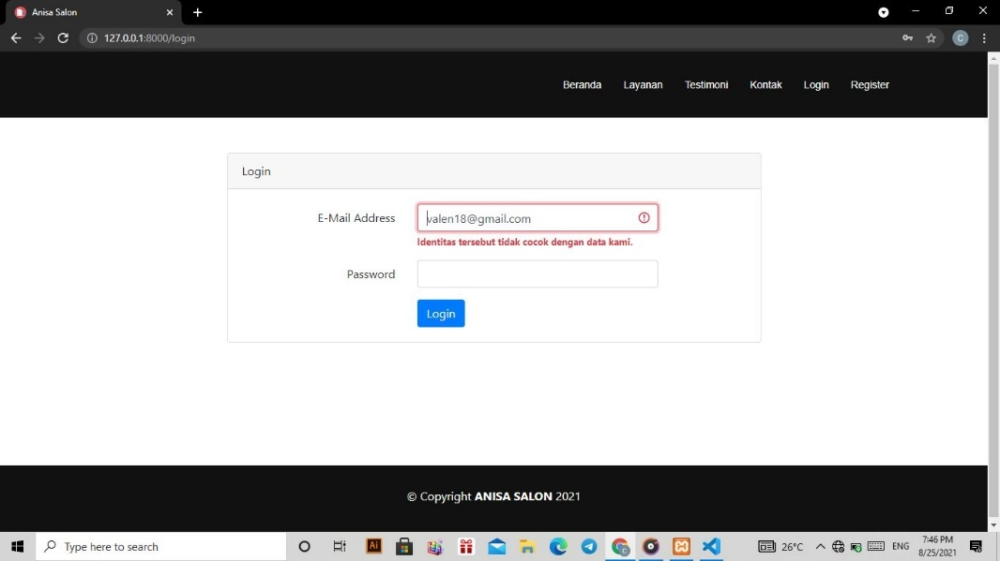 Anisa Salon
127.0.0.1:8000/login
C
Beranda Layanan Testimoni Kontak Login Register
Login
E-Mail Address valen18@gmail.com
Identitas tersebut tidak cocok dengan data kami.
Password
Login
© Copyright ANISA SALON 2021
Type here to search
Ai
26°C
ENG
7:46 PM
8/25/2021